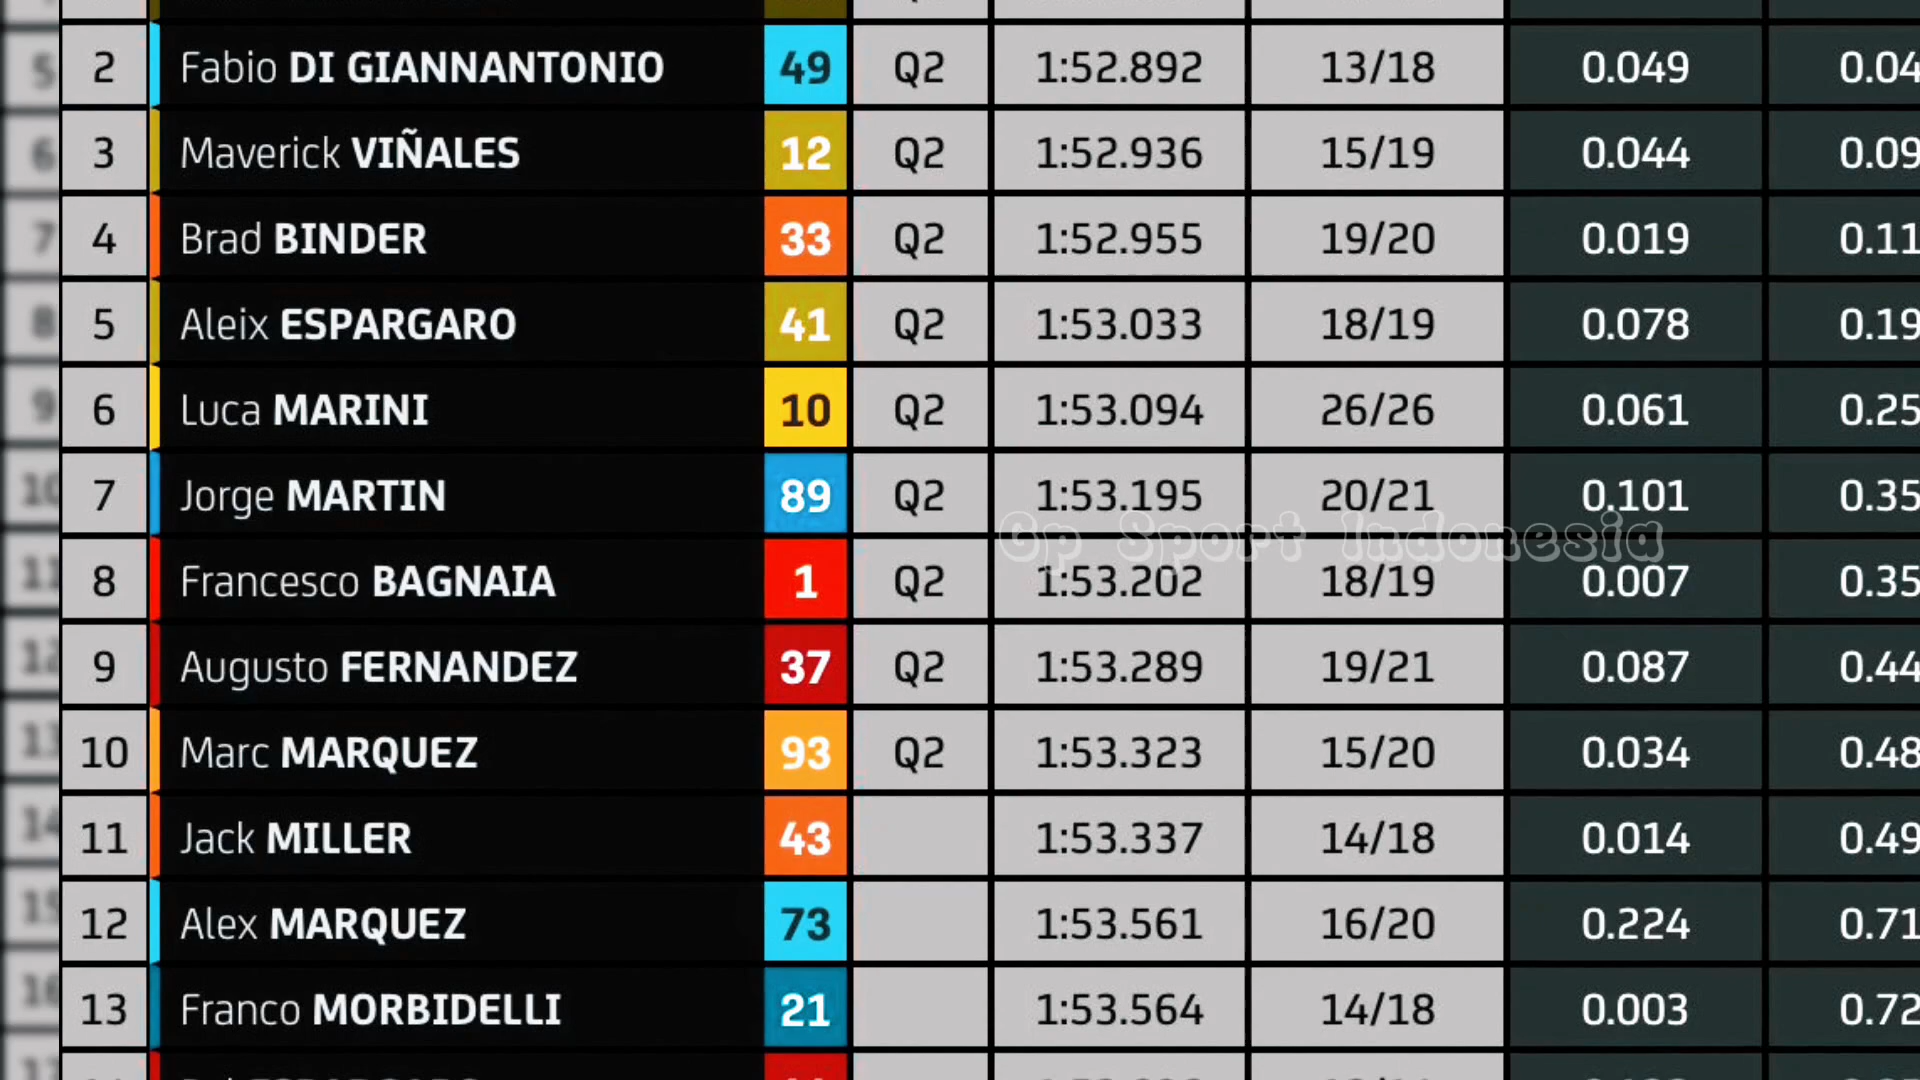 2 Fabio DI GIANNANTONIO 49 Q2 1:52.892 13/18 0.049 0.04
3 Maverick VIÑALES 12 Q2 1:52.936 15/19 0.044 0.09
4 Brad BINDER 33 Q2 1:52.955 19/20 0.019 0.11
5 Aleix ESPARGARO 41 Q2 1:53.033 18/19 0.078 0.19
6 Luca MARINI 10 Q2 1:53.094 26/26 0.061 0.25
7 Jorge MARTIN 89 Q2 1:53.195 20/21 0.101 0.35
Gp Sport Indonesia
8 Francesco BAGNAIA 1 Q2 1:53.202 18/19 0.007 0.35
9 Augusto FERNANDEZ 37 Q2 1:53.289 19/21 0.087 0.44
10 Marc MARQUEZ 93 Q2 1:53.323 15/20 0.034 0.48
11 Jack MILLER 43 1:53.337 14/18 0.014 0.49
12 Alex MARQUEZ 73 1:53.561 16/20 0.224 0.71
13 Franco MORBIDELLI 21 1:53.564 14/18 0.003 0.72